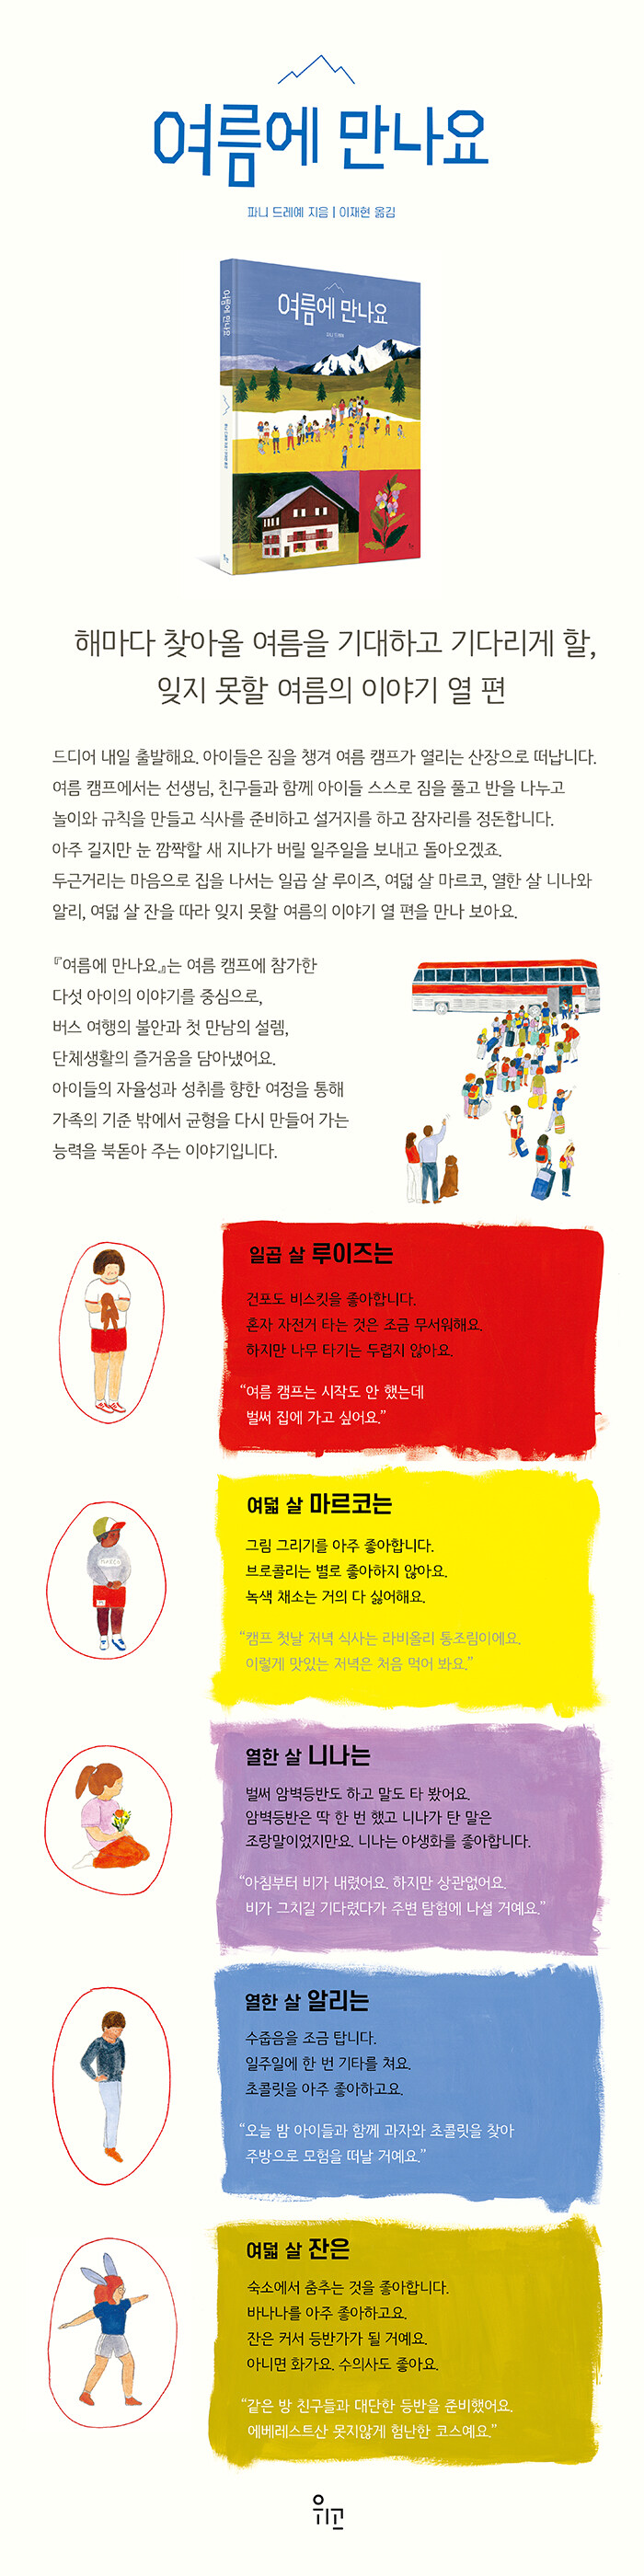 여름에 만나요
파니 드레예 지음 | 이재현 옮김
여름에 만나요
여름에 만나요
해마다 찾아올 여름을 기대하고 기다리게 할,
잊지 못할 여름의 이야기 열 편
드디어 내일 출발해요. 아이들은 짐을 챙겨 여름 캠프가 열리는 산장으로 떠납니다.
여름 캠프에서는 선생님, 친구들과 함께 아이들 스스로 짐을 풀고 반을 나누고
놀이와 규칙을 만들고 식사를 준비하고 설거지를 하고 잠자리를 정돈합니다.
아주 길지만 눈 깜짝할 새 지나가 버릴 일주일을 보내고 돌아오겠죠.
두근거리는 마음으로 집을 나서는 일곱 살 루이즈, 여덟 살 마르코, 열한 살 니나와
알리, 여덟 살 잔을 따라 잊지 못할 여름의 이야기 열 편을 만나 보아요.
『여름에 만나요』는 여름 캠프에 참가한
다섯 아이의 이야기를 중심으로,
버스 여행의 불안과 첫 만남의 설렘,
단체생활의 즐거움을 담아냈어요.
아이들의 자율성과 성취를 향한 여정을 통해
가족의 기준 밖에서 균형을 다시 만들어 가는
능력을 북돋아 주는 이야기입니다.
일곱 살 루이즈는
건포도 비스킷을 좋아합니다.
혼자 자전거 타는 것은 조금 무서워해요.
하지만 나무 타기는 두렵지 않아요.
“여름 캠프는 시작도 안 했는데
벌써 집에 가고 싶어요.”
여덟 살 마르코는
그림 그리기를 아주 좋아합니다.
브로콜리는 별로 좋아하지 않아요.
녹색 채소는 거의 다 싫어해요.
“캠프 첫날 저녁 식사는 라비올리 통조림이에요.
이렇게 맛있는 저녁은 처음 먹어 봐요.”
MARCO
열한 살 니나는
벌써 암벽등반도 하고 말도 타 봤어요.
암벽등반은 딱 한 번 했고 니나가 탄 말은
조랑말이었지만요. 니나는 야생화를 좋아합니다.
“아침부터 비가 내렸어요. 하지만 상관없어요.
비가 그치길 기다렸다가 주변 탐험에 나설 거예요.”
열한 살 알리는
수줍음을 조금 탑니다.
일주일에 한 번 기타를 쳐요.
초콜릿을 아주 좋아하고요.
“오늘 밤 아이들과 함께 과자와 초콜릿을 찾아
주방으로 모험을 떠날 거예요.”
여덟 살 잔은
숙소에서 춤추는 것을 좋아합니다.
바나나를 아주 좋아하고요.
잔은 커서 등반가가 될 거예요.
아니면 화가요. 수의사도 좋아요.
“같은 방 친구들과 대단한 등반을 준비했어요.
에베레스트산 못지않게 험난한 코스예요.”
위고